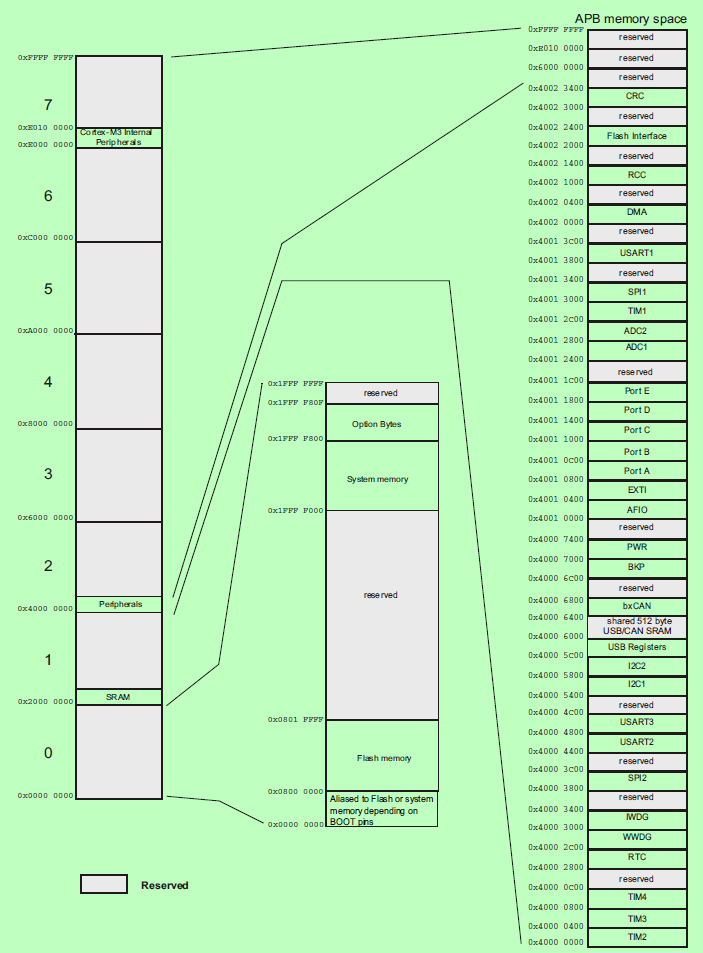 0xFFFF FFFF
7
0xE010 0000
Cortex-M3 Internal
Peripherals
0xE000 0000
6
0xC000 0000
5
0xA000 0000
4
0x8000 0000
3
0x6000 0000
2
Peripherals
0x4000 0000
1
SRAM
0x2000 0000
0
0x0000 0000
Reserved
0x1FFF FFFF
reserved
0x1FFF F80F
Option Bytes
0x1FFF F800
System memory
0x1FFF F000
reserved
0x0801 FFFF
Flash memory
0x0800 0000
Aliased to Flash or system
memory depending on
BOOT pins
0x0000 0000
APB memory space
0xFFFF FFFF
reserved
0xE010 0000
reserved
0x6000 0000
reserved
0x4002 3400
CRC
0x4002 3000
reserved
0x4002 2400
Flash Interface
0x4002 2000
reserved
0x4002 1400
RCC
0x4002 1000
reserved
0x4002 0400
DMA
0x4002 0000
reserved
0x4001 3C00
USART1
0x4001 3800
reserved
0x4001 3400
SPI1
0x4001 3000
TIM1
0x4001 2C00
ADC2
0x4001 2800
ADC1
0x4001 2400
reserved
0x4001 1C00
Port E
0x4001 1800
Port D
0x4001 1400
Port C
0x4001 1000
Port B
0x4001 0C00
Port A
0x4001 0800
EXTI
0x4001 0400
AFIO
0x4001 0000
reserved
0x4000 7400
PWR
0x4000 7000
BKP
0x4000 6C00
reserved
0x4000 6800
bxCAN
0x4000 6400
shared 512 byte
USB/CAN SRAM
0x4000 6000
USB Registers
0x4000 5C00
I2C2
0x4000 5800
I2C1
0x4000 5400
reserved
0x4000 4C00
USART3
0x4000 4800
USART2
0x4000 4400
reserved
0x4000 3C00
SPI2
0x4000 3800
reserved
0x4000 3400
IWDG
0x4000 3000
WWDG
0x4000 2C00
RTC
0x4000 2800
reserved
0x4000 0C00
TIM4
0x4000 0800
TIM3
0x4000 0400
TIM2
0x4000 0000